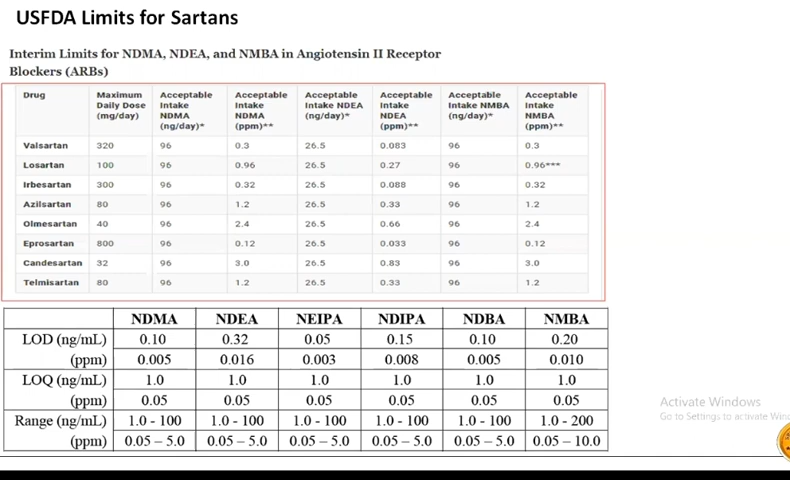 USFDA Limits for Sartans
Interim Limits for NDMA, NDEA, and NMBA in Angiotensin II Receptor
Blockers (ARBs)
Drug Maximum Daily Dose (mg/day) Acceptable Intake NDMA (ng/day)* Acceptable Intake NDMA (ppm)** Acceptable Intake NDEA (ng/day)* Acceptable Intake NDEA (ppm)** Acceptable Intake NMBA (ng/day)* Acceptable Intake NMBA (ppm)**
Valsartan 320 96 0.3 26.5 0.083 96 0.3
Losartan 100 96 0.96 26.5 0.27 96 0.96***
Irbesartan 300 96 0.32 26.5 0.088 96 0.32
Azilsartan 80 96 1.2 26.5 0.33 96 1.2
Olmesartan 40 96 2.4 26.5 0.66 96 2.4
Eprosartan 800 96 0.12 26.5 0.033 96 0.12
Candesartan 32 96 3.0 26.5 0.83 96 3.0
Telmisartan 80 96 1.2 26.5 0.33 96 1.2
NDMA NDEA NEIPA NDIPA NDBA NMBA
LOD (ng/mL) 0.10 0.32 0.05 0.15 0.10 0.20
(ppm) 0.005 0.016 0.003 0.008 0.005 0.010
LOQ (ng/mL) 1.0 1.0 1.0 1.0 1.0 1.0
(ppm) 0.05 0.05 0.05 0.05 0.05 0.05
Range (ng/mL) 1.0 - 100 1.0 - 100 1.0 - 100 1.0 - 100 1.0 - 100 1.0 - 200
(ppm) 0.05 – 5.0 0.05 – 5.0 0.05 – 5.0 0.05 – 5.0 0.05 – 5.0 0.05 – 10.0
Activate Windows
Go to Settings to activate Win